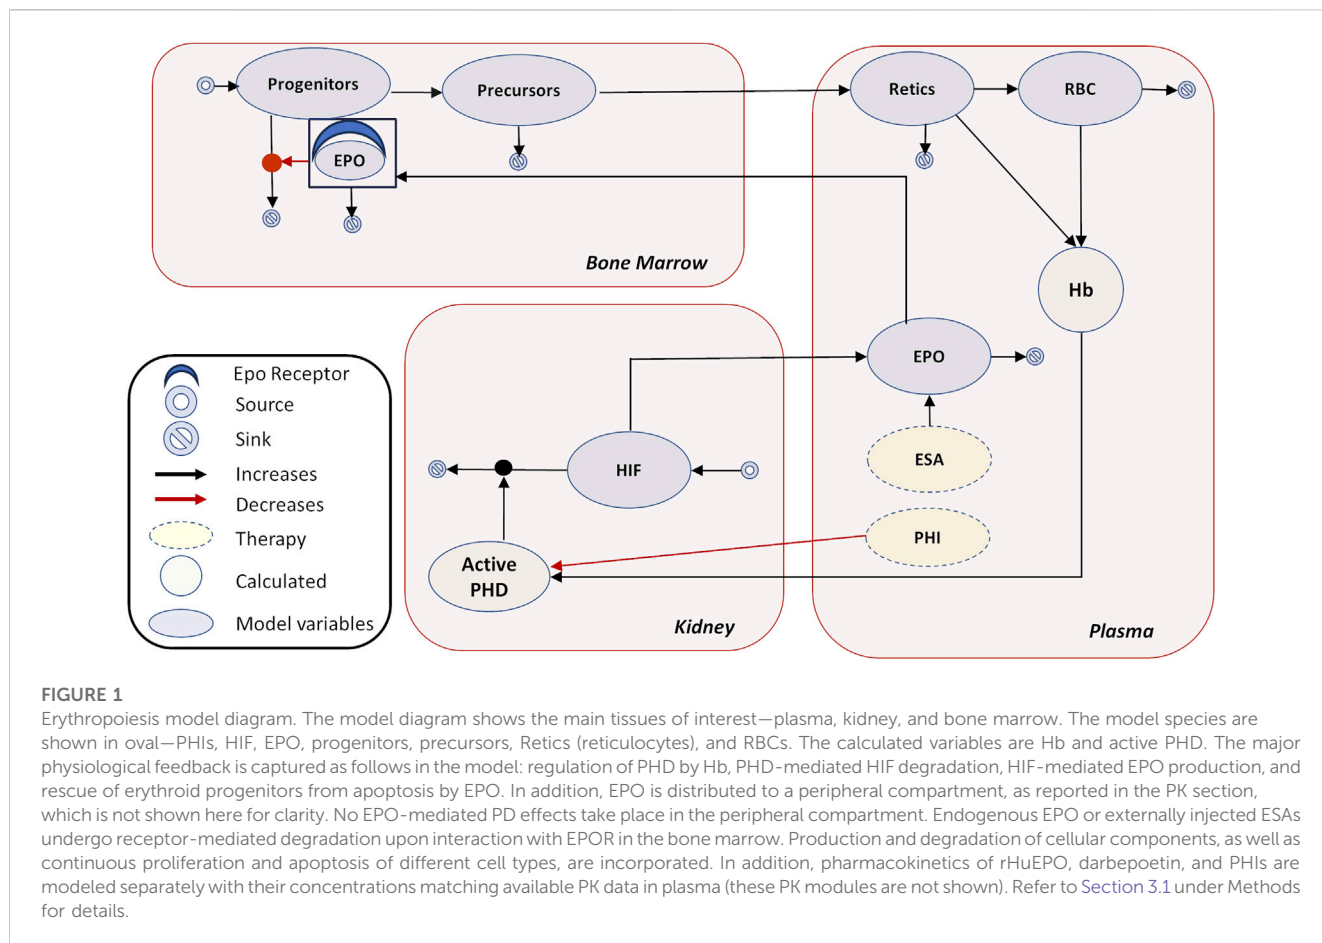 Progenitors
Precursors
Retics
RBC
EPO
Bone Marrow
Hb
EPO
HIF
ESA
PHI
Active
PHD
Kidney
Plasma
Epo Receptor
Source
Sink
Increases
Decreases
Therapy
Calculated
Model variables
FIGURE 1
Erythropoiesis model diagram. The model diagram shows the main tissues of interest—plasma, kidney, and bone marrow. The model species are
shown in oval—PHIs, HIF, EPO, progenitors, precursors, Retics (reticulocytes), and RBCs. The calculated variables are Hb and active PHD. The major
physiological feedback is captured as follows in the model: regulation of PHD by Hb, PHD-mediated HIF degradation, HIF-mediated EPO production, and
rescue of erythroid progenitors from apoptosis by EPO. In addition, EPO is distributed to a peripheral compartment, as reported in the PK section,
which is not shown here for clarity. No EPO-mediated PD effects take place in the peripheral compartment. Endogenous EPO or externally injected ESAs
undergo receptor-mediated degradation upon interaction with EPOR in the bone marrow. Production and degradation of cellular components, as well as
continuous proliferation and apoptosis of different cell types, are incorporated. In addition, pharmacokinetics of rHuEPO, darbepoetin, and PHIs are
modeled separately with their concentrations matching available PK data in plasma (these PK modules are not shown). Refer to Section 3.1 under Methods
for details.